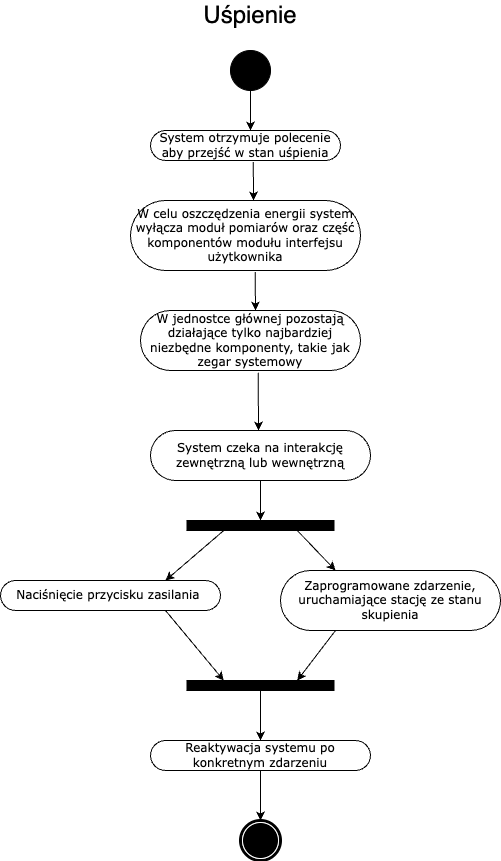 Uśpienie
System otrzymuje polecenie
aby przejść w stan uśpienia
W celu oszczędzenia energii system
wyłącza moduł pomiarów oraz część
komponentów modułu interfejsu
użytkownika
W jednostce głównej pozostają
działające tylko najbardziej
niezbędne komponenty, takie jak
zegar systemowy
System czeka na interakcję
zewnętrzną lub wewnętrzną
Naciśnięcie przycisku zasilania
Zaprogramowane zdarzenie,
uruchamiające stację ze stanu
skupienia
Reaktywacja systemu po
konkretnym zdarzeniu